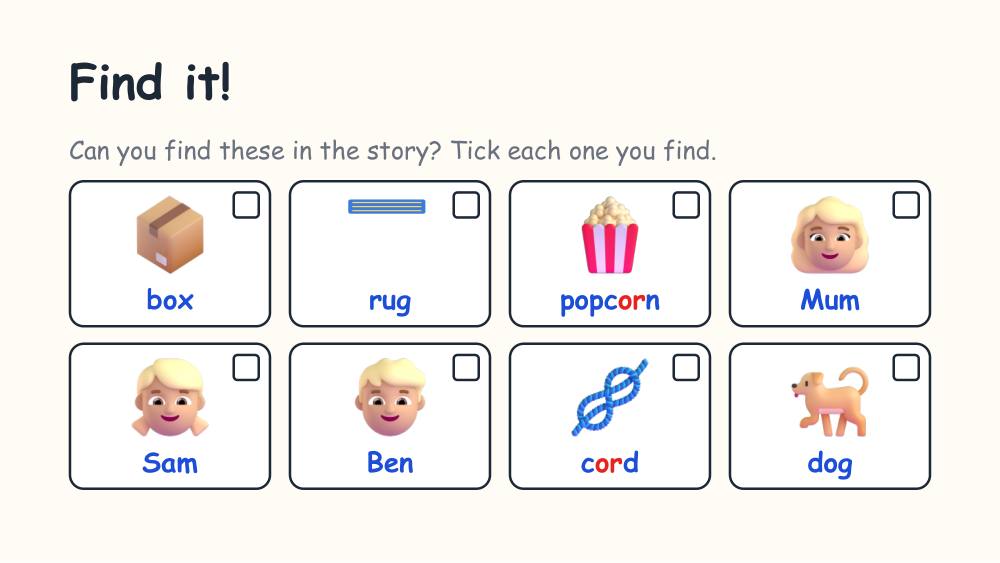 Find it!
Can you find these in the story? Tick each one you find.
box
rug
popcorn
Mum
Sam
Ben
cord
dog